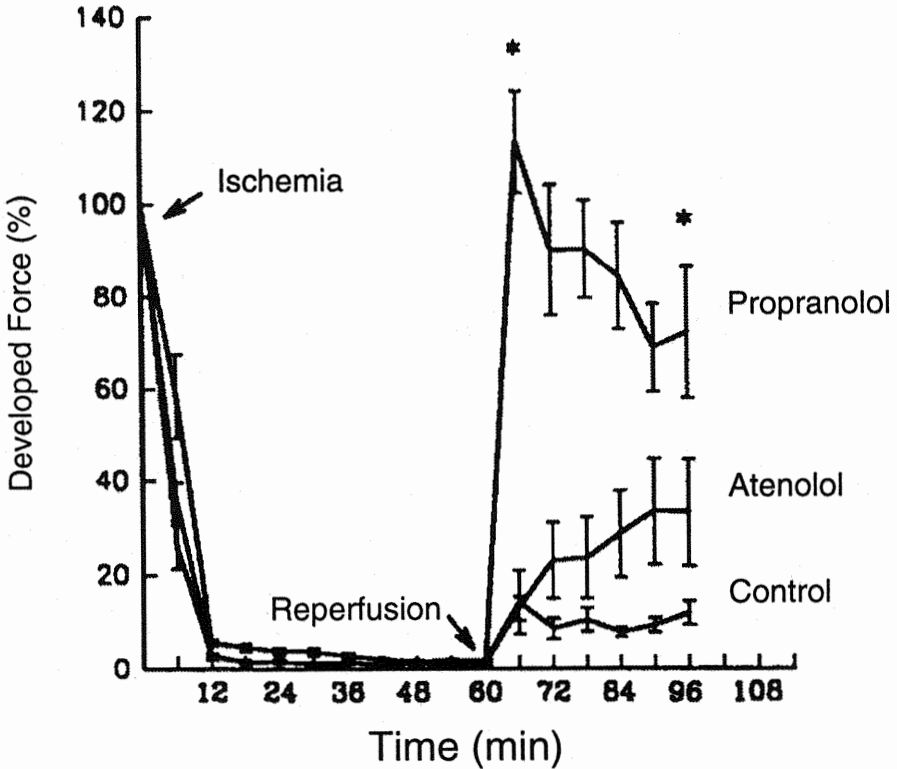 Developed Force (%)
140
120
100
80
60
40
20
0
Ischemia
Reperfusion
*
*
Propranolol
Atenolol
Control
12 24 36 48 60 72 84 96 108
Time (min)